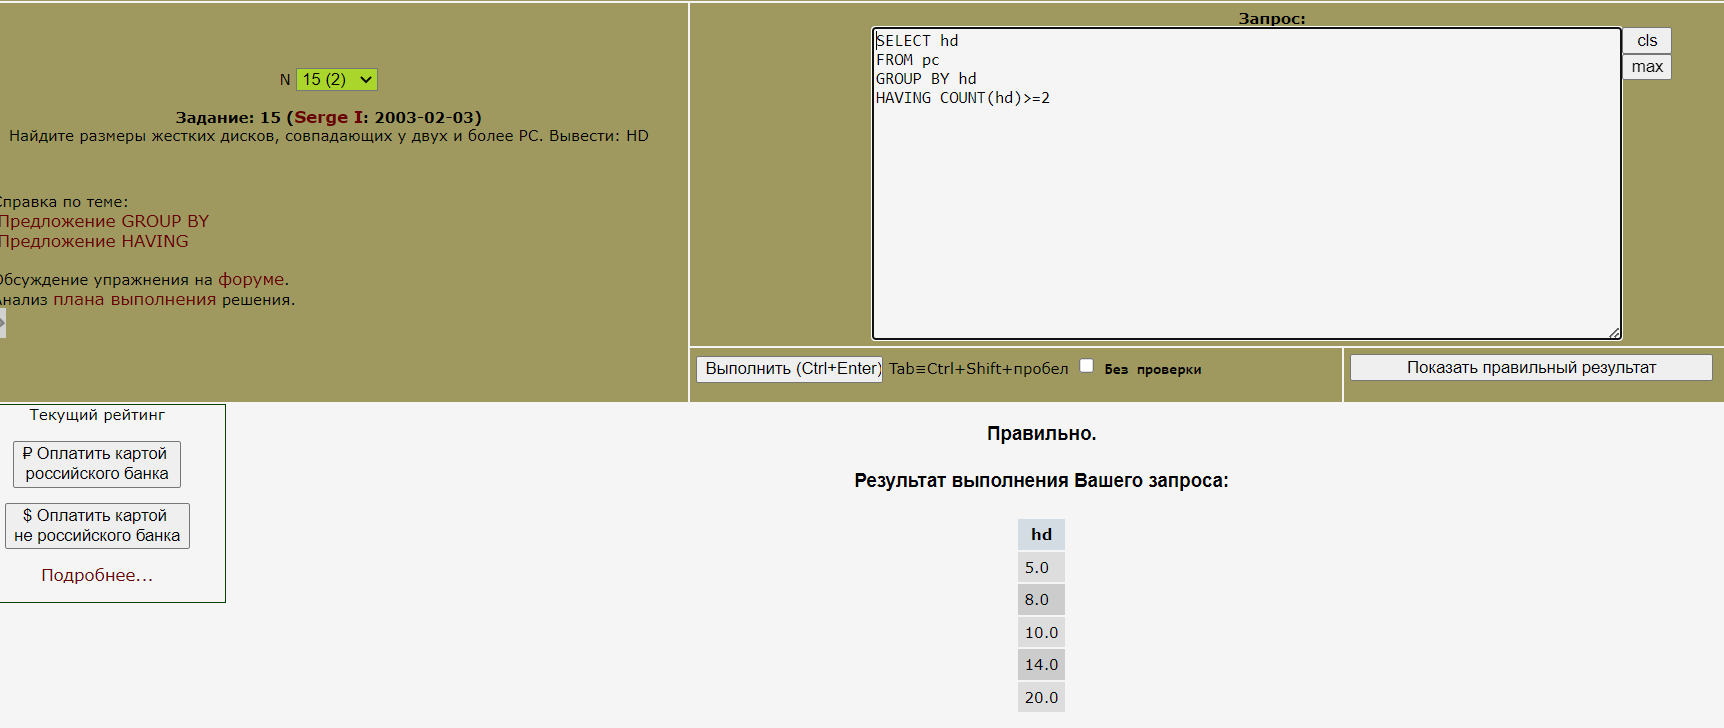 N 15 (2)
Задание: 15 (Serge I: 2003-02-03)
Найдите размеры жестких дисков, совпадающих у двух и более PC. Вывести: HD
Справка по теме:
Предложение GROUP BY
Предложение HAVING
Обсуждение упражнения на форуме.
Анализ плана выполнения решения.
Запрос:
SELECT hd
FROM pc
GROUP BY hd
HAVING COUNT(hd)>=2
cls
max
Выполнить (Ctrl+Enter) Tab≡Ctrl+Shift+пробел Без проверки
Показать правильный результат
Текущий рейтинг
₽ Оплатить картой
российского банка
$ Оплатить картой
не российского банка
Подробнее...
Правильно.
Результат выполнения Вашего запроса:
hd
5.0
8.0
10.0
14.0
20.0